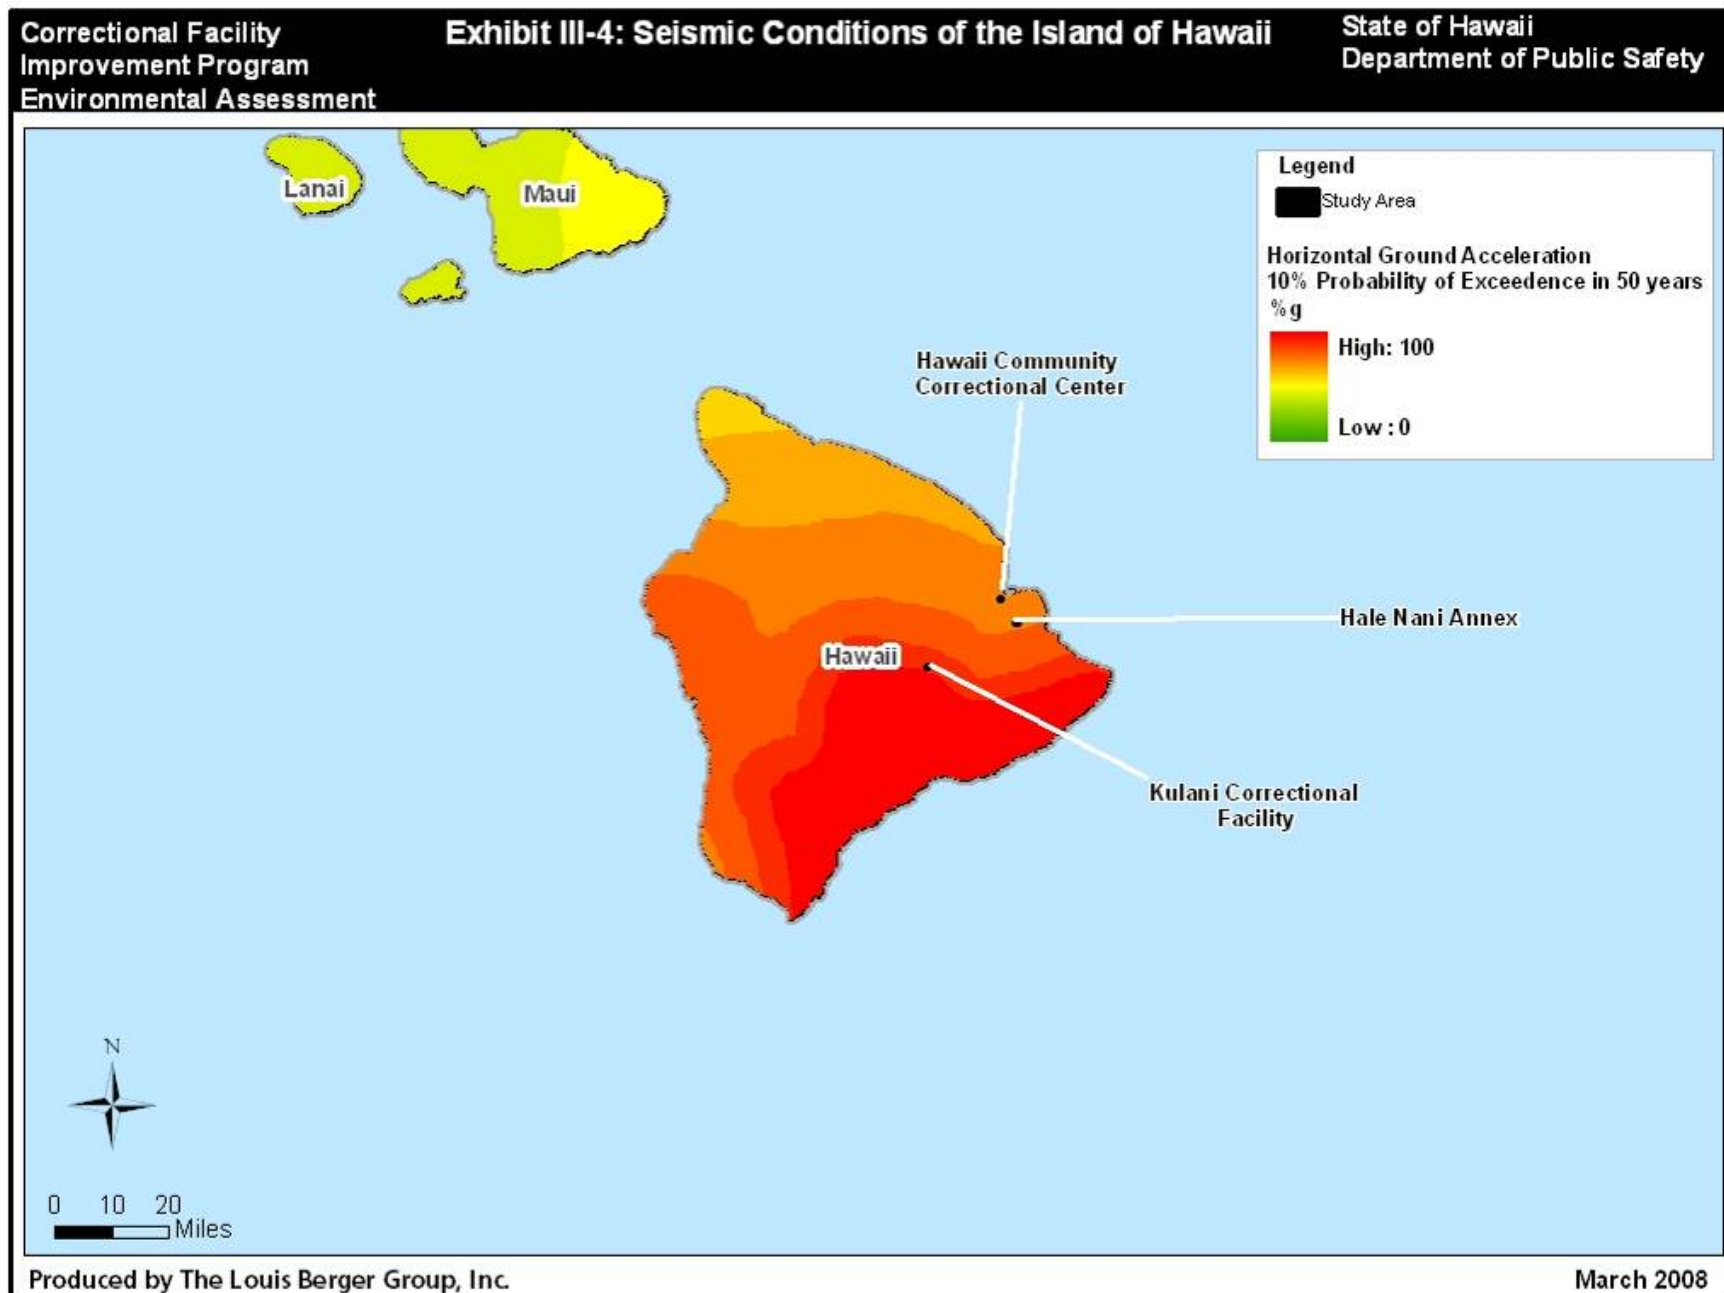 Correctional Facility
Improvement Program
Environmental Assessment
Exhibit III-4: Seismic Conditions of the Island of Hawaii
State of Hawaii
Department of Public Safety
Lanai
Maui
Legend
Study Area
Horizontal Ground Acceleration
10% Probability of Exceedence in 50 years
%g
High: 100
Low : 0
Hawaii Community
Correctional Center
Hale Nani Annex
Hawaii
Kulani Correctional
Facility
N
0 10 20
Miles
Produced by The Louis Berger Group, Inc.
March 2008